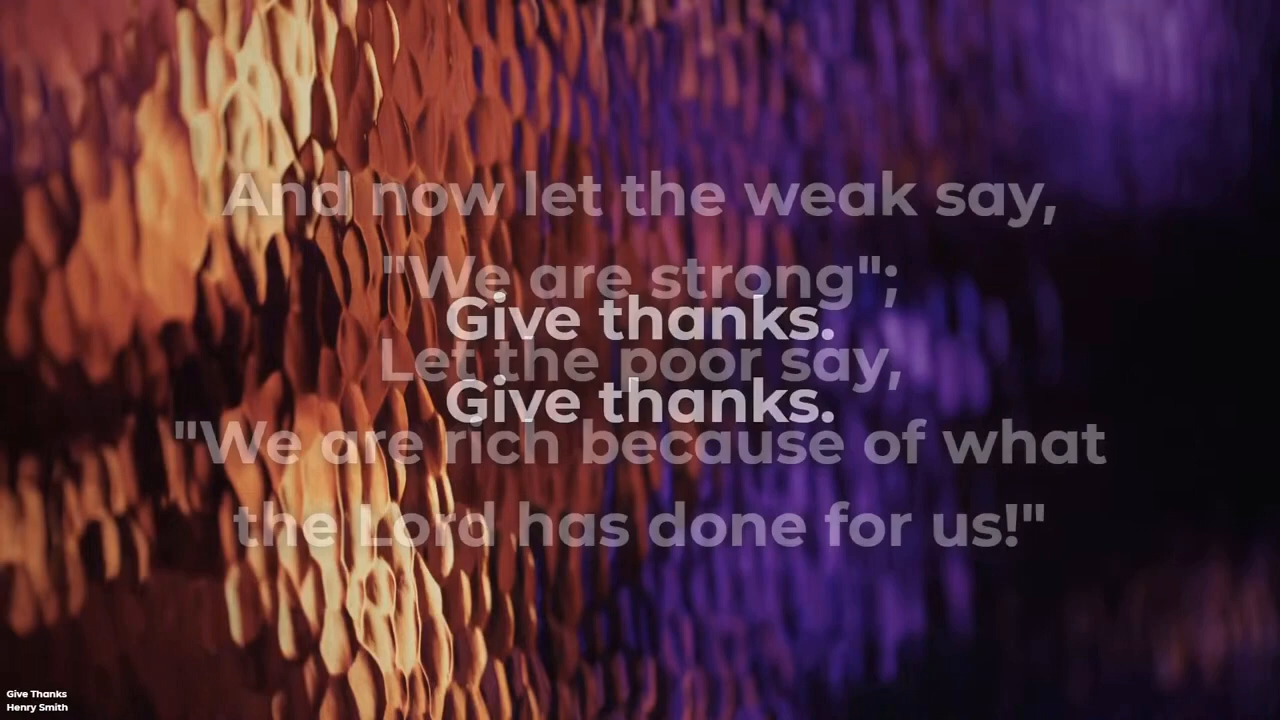 And now let the weak say,
"We are strong";
Give thanks.
Let the poor say,
Give thanks.
"We are rich because of what
the Lord has done for us!"
Give Thanks
Henry Smith